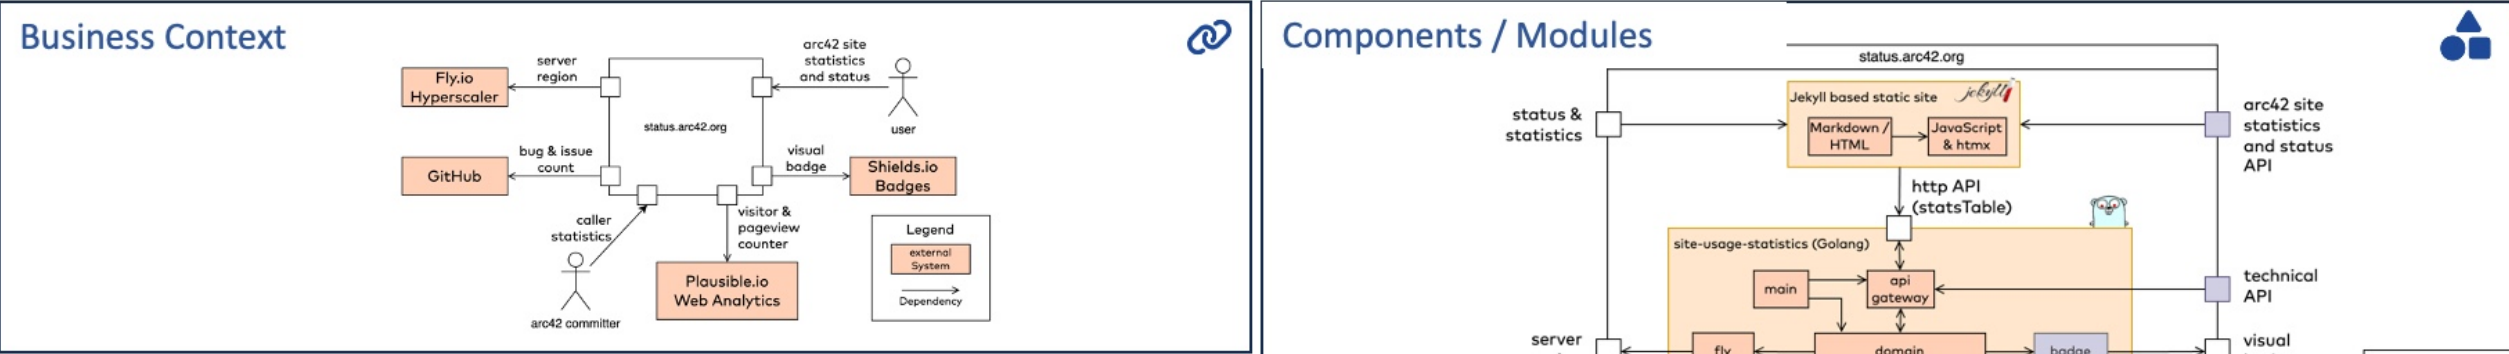 Business Context
arc42 site
statistics
and status
server
region
Fly.io
Hyperscaler
status.arc42.org
user
bug & issue
count
visual
badge
GitHub
Shields.io
Badges
caller
statistics
visitor &
pageview
counter
Legend
external
System
Dependency
Plausible.io
Web Analytics
arc42 committer
Components / Modules
status.arc42.org
Jekyll based static site
jekyll
status &
statistics
Markdown /
HTML
JavaScript
& htmx
arc42 site
statistics
and status
API
http API
(statsTable)
site-usage-statistics (Golang)
main
api
gateway
technical
API
server
fly
domain
badge
visual